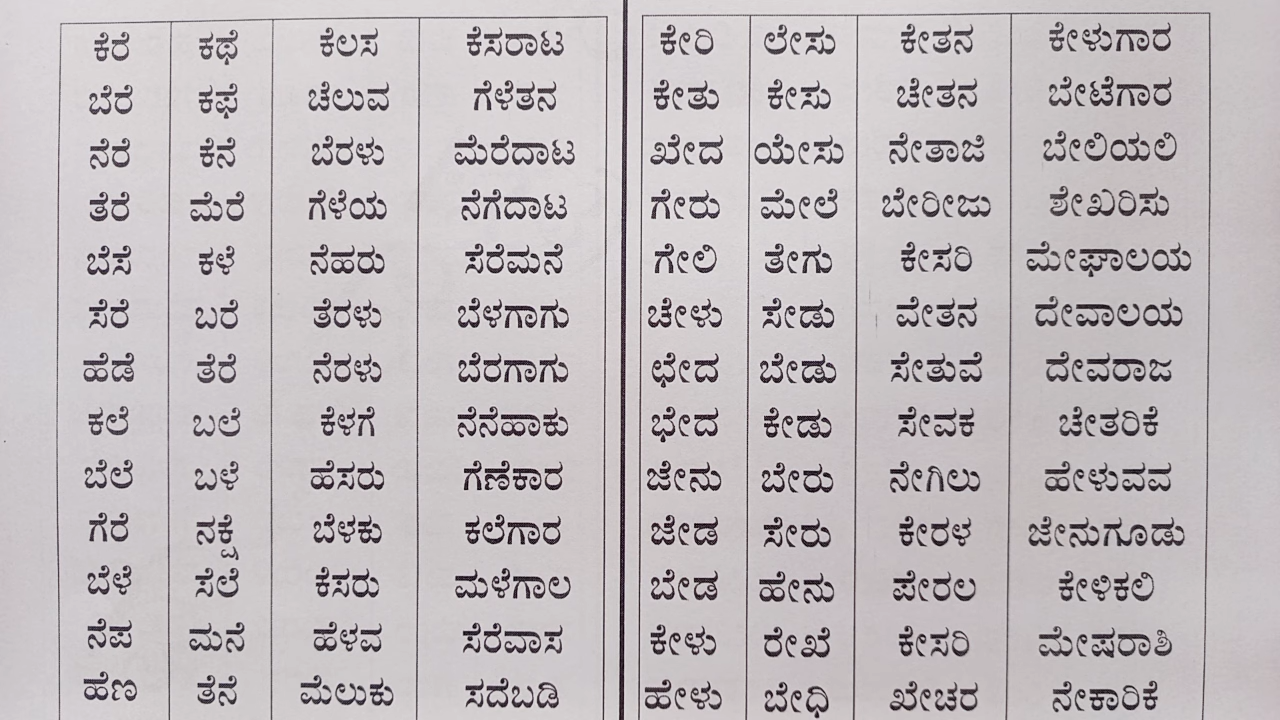 ಕೆರೆ ಕಥೆ ಕೆಲಸ ಕೆಸರಾಟ
ಬೆರೆ ಕಫೆ ಚೆಲುವ ಗೆಳೆತನ
ನೆರೆ ಕೆನೆ ಬೆರಳು ಮೆರೆದಾಟ
ತೆರೆ ಮೆರೆ ಗೆಳೆಯ ನೆಗೆದಾಟ
ಬೆಸೆ ಕಳೆ ನೆಹರು ಸೆರೆಮನೆ
ಸೆರೆ ಬರೆ ತೆರಳು ಬೆಳಗಾಗು
ಹೆಡೆ ತೆರೆ ನೆರಳು ಬೆರಗಾಗು
ಕಲೆ ಬಲೆ ಕೆಳಗೆ ನೆನೆಹಾಕು
ಬೆಲೆ ಬಳೆ ಹೆಸರು ಗೆಣೆಕಾರ
ಗೆರೆ ನಕ್ಷೆ ಬೆಳಕು ಕಲೆಗಾರ
ಬೆಳೆ ಸೆಲೆ ಕೆಸರು ಮಳೆಗಾಲ
ನೆಪ ಮನೆ ಹೆಳವ ಸೆರೆವಾಸ
ಹೆಣ ತೆನೆ ಮೆಲುಕು ಸದೆಬಡಿ
ಕೇರಿ ಲೇಸು ಕೇತನ ಕೇಳುಗಾರ
ಕೇತು ಕೇಸು ಚೇತನ ಬೇಟೆಗಾರ
ಖೇದ ಯೇಸು ನೇತಾಜಿ ಬೇಲಿಯಲಿ
ಗೇರು ಮೇಲೆ ಬೇರೀಜು ಶೇಖರಿಸು
ಗೇಲಿ ತೇಗು ಕೇಸರಿ ಮೇಘಾಲಯ
ಚೇಳು ಸೇಡು ವೇತನ ದೇವಾಲಯ
ಛೇದ ಬೇಡು ಸೇತುವೆ ದೇವರಾಜ
ಭೇದ ಕೇಡು ಸೇವಕ ಚೇತರಿಕೆ
ಜೇನು ಬೇರು ನೇಗಿಲು ಹೇಳುವವ
ಜೇಡ ಸೇರು ಕೇರಳ ಜೇನುಗೂಡು
ಬೇಡ ಹೇನು ಪೇರಲ ಕೇಳಿಕಲಿ
ಕೇಳು ರೇಖೆ ಕೇಸರಿ ಮೇಷರಾಶಿ
ಹೇಳು ಬೇಧಿ ಖೇಚರ ನೇಕಾರಿಕೆ